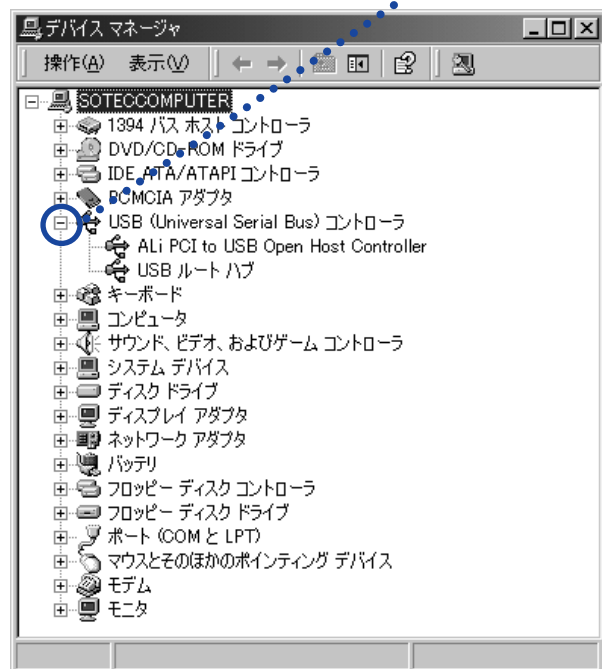 デバイス マネージャ
操作(A) 表示(V)
SOTECCOMPUTER
1394 バス ホスト コントローラ
DVD/CD-ROM ドライブ
IDE ATA/ATAPI コントローラ
PCMCIA アダプタ
USB (Universal Serial Bus) コントローラ
ALi PCI to USB Open Host Controller
USB ルート ハブ
キーボード
コンピュータ
サウンド、ビデオ、およびゲーム コントローラ
システム デバイス
ディスク ドライブ
ディスプレイ アダプタ
ネットワーク アダプタ
バッテリ
フロッピー ディスク コントローラ
フロッピー ディスク ドライブ
ポート (COM と LPT)
マウスとそのほかのポインティング デバイス
モデム
モニタ